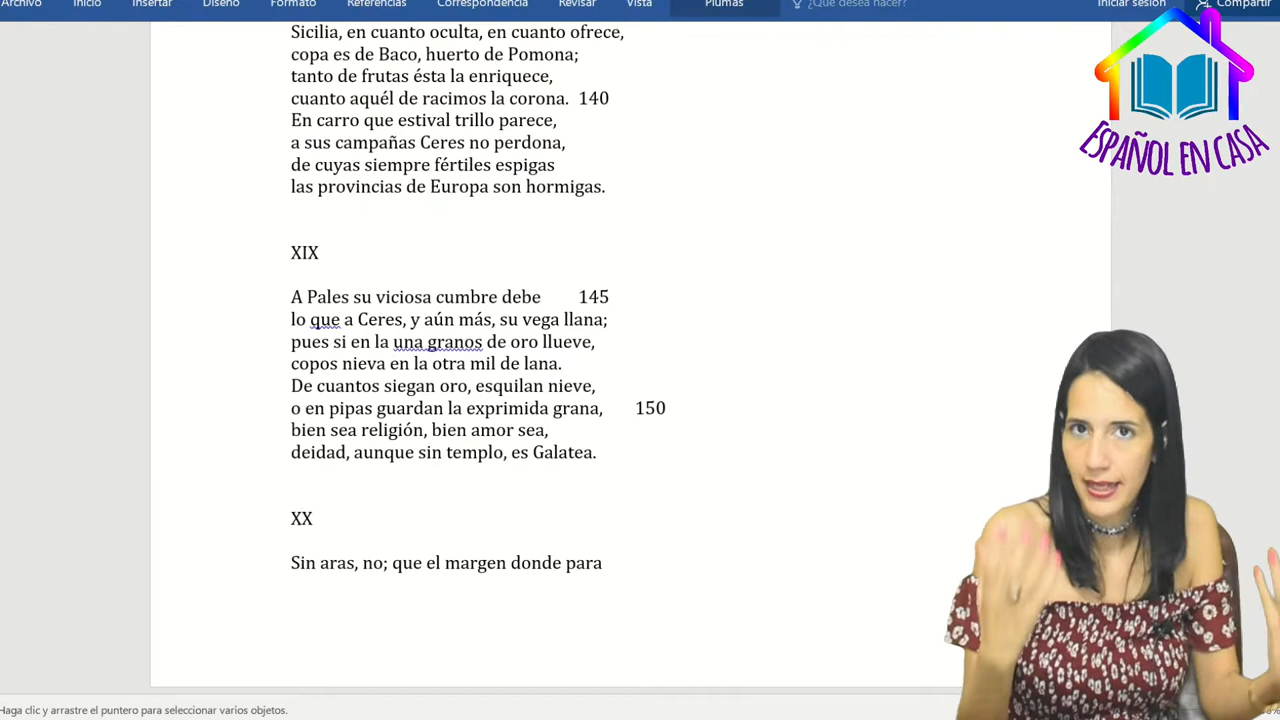 Archivo Inicio Insertar Diseño Formato Referencias Correspondencia Revisar Vista Plumas ¿Qué desea hacer? Iniciar sesión Compartir
ESPAÑOL EN CASA
Sicilia, en cuanto oculta, en cuanto ofrece,
copa es de Baco, huerto de Pomona;
tanto de frutas ésta la enriquece,
cuanto aquél de racimos la corona. 140
En carro que estival trillo parece,
a sus campañas Ceres no perdona,
de cuyas siempre fértiles espigas
las provincias de Europa son hormigas.
XIX
A Pales su viciosa cumbre debe 145
lo que a Ceres, y aún más, su vega llana;
pues si en la una granos de oro llueve,
copos nieva en la otra mil de lana.
De cuantos siegan oro, esquilan nieve,
o en pipas guardan la exprimida grana, 150
bien sea religión, bien amor sea,
deidad, aunque sin templo, es Galatea.
XX
Sin aras, no; que el margen donde para
Haga clic y arrastre el puntero para seleccionar varios objetos.